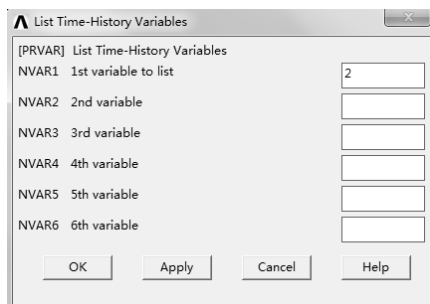 List Time-History Variables
[PRVAR] List Time-History Variables
NVAR1 1st variable to list 2
NVAR2 2nd variable
NVAR3 3rd variable
NVAR4 4th variable
NVAR5 5th variable
NVAR6 6th variable
OK Apply Cancel Help